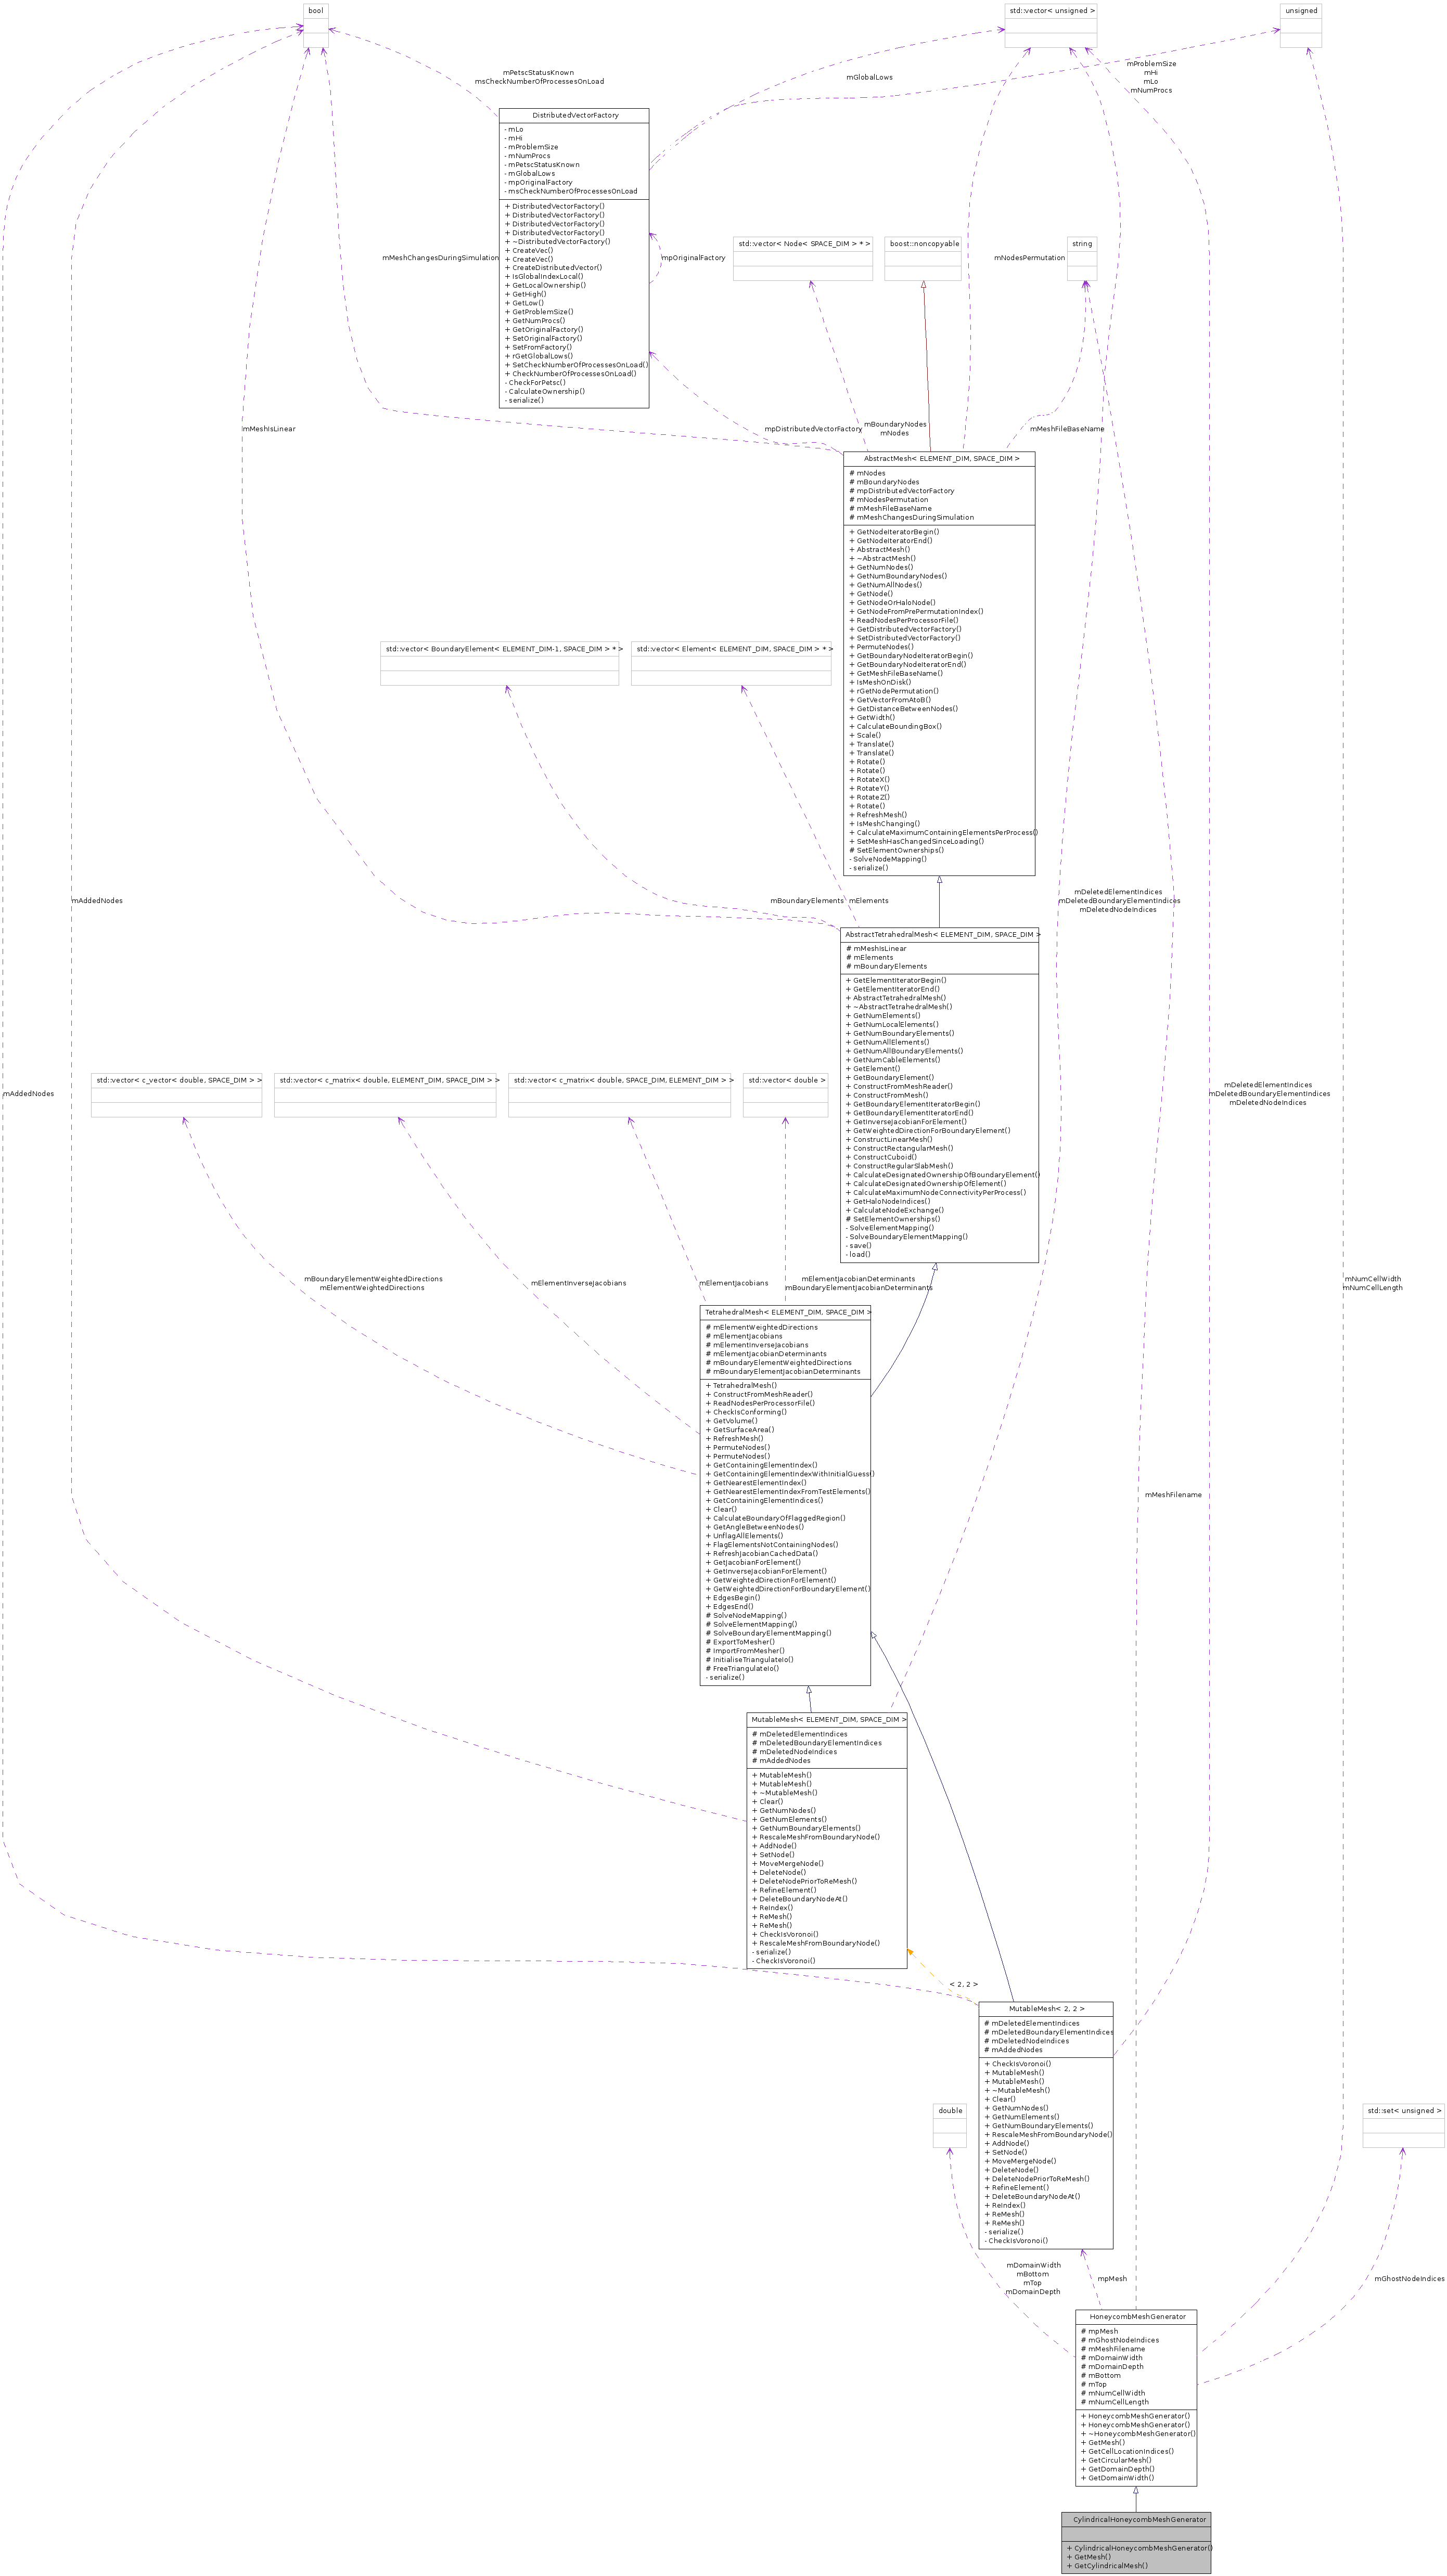 bool
std::vector< unsigned >
unsigned
mPetscStatusKnown
msCheckNumberOfProcessesOnLoad
mGlobalLows
mProblemSize
mHi
mLo
mNumProcs
DistributedVectorFactory
- mLo
- mHi
- mProblemSize
- mNumProcs
- mPetscStatusKnown
- mGlobalLows
- mpOriginalFactory
- msCheckNumberOfProcessesOnLoad
+ DistributedVectorFactory()
+ DistributedVectorFactory()
+ DistributedVectorFactory()
+ DistributedVectorFactory()
+ ~DistributedVectorFactory()
+ CreateVec()
+ CreateVec()
+ CreateDistributedVector()
+ IsGlobalIndexLocal()
+ GetLocalOwnership()
+ GetHigh()
+ GetLow()
+ GetProblemSize()
+ GetNumProcs()
+ GetOriginalFactory()
+ SetOriginalFactory()
+ SetFromFactory()
+ rGetGlobalLows()
+ SetCheckNumberOfProcessesOnLoad()
+ CheckNumberOfProcessesOnLoad()
- CheckForPetsc()
- CalculateOwnership()
- serialize()
std::vector< Node< SPACE_DIM > * >
boost::noncopyable
string
mMeshChangesDuringSimulation
mpOriginalFactory
mNodesPermutation
mMeshIsLinear
mpDistributedVectorFactory
mBoundaryNodes
mNodes
mMeshFileBaseName
AbstractMesh< ELEMENT_DIM, SPACE_DIM >
# mNodes
# mBoundaryNodes
# mpDistributedVectorFactory
# mNodesPermutation
# mMeshFileBaseName
# mMeshChangesDuringSimulation
+ GetNodeIteratorBegin()
+ GetNodeIteratorEnd()
+ AbstractMesh()
+ ~AbstractMesh()
+ GetNumNodes()
+ GetNumBoundaryNodes()
+ GetNumAllNodes()
+ GetNode()
+ GetNodeOrHaloNode()
+ GetNodeFromPrePermutationIndex()
+ ReadNodesPerProcessorFile()
+ GetDistributedVectorFactory()
+ SetDistributedVectorFactory()
+ PermuteNodes()
+ GetBoundaryNodeIteratorBegin()
+ GetBoundaryNodeIteratorEnd()
+ GetMeshFileBaseName()
+ IsMeshOnDisk()
+ rGetNodePermutation()
+ GetVectorFromAtoB()
+ GetDistanceBetweenNodes()
+ GetWidth()
+ CalculateBoundingBox()
+ Scale()
+ Translate()
+ Translate()
+ Rotate()
+ Rotate()
+ RotateX()
+ RotateY()
+ RotateZ()
+ Rotate()
+ RefreshMesh()
+ IsMeshChanging()
+ CalculateMaximumContainingElementsPerProcess()
+ SetMeshHasChangedSinceLoading()
# SetElementOwnerships()
- SolveNodeMapping()
- serialize()
std::vector< BoundaryElement< ELEMENT_DIM-1, SPACE_DIM > * >
std::vector< Element< ELEMENT_DIM, SPACE_DIM > * >
mAddedNodes
mBoundaryElements
mElements
mDeletedElementIndices
mDeletedBoundaryElementIndices
mDeletedNodeIndices
AbstractTetrahedralMesh< ELEMENT_DIM, SPACE_DIM >
# mMeshIsLinear
# mElements
# mBoundaryElements
+ GetElementIteratorBegin()
+ GetElementIteratorEnd()
+ AbstractTetrahedralMesh()
+ ~AbstractTetrahedralMesh()
+ GetNumElements()
+ GetNumLocalElements()
+ GetNumBoundaryElements()
+ GetNumAllElements()
+ GetNumAllBoundaryElements()
+ GetNumCableElements()
+ GetElement()
+ GetBoundaryElement()
+ ConstructFromMeshReader()
+ ConstructFromMesh()
+ GetBoundaryElementIteratorBegin()
+ GetBoundaryElementIteratorEnd()
+ GetInverseJacobianForElement()
+ GetWeightedDirectionForBoundaryElement()
+ ConstructLinearMesh()
+ ConstructRectangularMesh()
+ ConstructCuboid()
+ ConstructRegularSlabMesh()
+ CalculateDesignatedOwnershipOfBoundaryElement()
+ CalculateDesignatedOwnershipOfElement()
+ CalculateMaximumNodeConnectivityPerProcess()
+ GetHaloNodeIndices()
+ CalculateNodeExchange()
# SetElementOwnerships()
- SolveElementMapping()
- SolveBoundaryElementMapping()
- save()
- load()
std::vector< c_vector< double, SPACE_DIM > >
std::vector< c_matrix< double, ELEMENT_DIM, SPACE_DIM > >
std::vector< c_matrix< double, SPACE_DIM, ELEMENT_DIM > >
std::vector< double >
mAddedNodes
mDeletedElementIndices
mDeletedBoundaryElementIndices
mDeletedNodeIndices
mBoundaryElementWeightedDirections
mElementWeightedDirections
mElementInverseJacobians
mElementJacobians
mElementJacobianDeterminants
mBoundaryElementJacobianDeterminants
mNumCellWidth
mNumCellLength
TetrahedralMesh< ELEMENT_DIM, SPACE_DIM >
# mElementWeightedDirections
# mElementJacobians
# mElementInverseJacobians
# mElementJacobianDeterminants
# mBoundaryElementWeightedDirections
# mBoundaryElementJacobianDeterminants
+ TetrahedralMesh()
+ ConstructFromMeshReader()
+ ReadNodesPerProcessorFile()
+ CheckIsConforming()
+ GetVolume()
+ GetSurfaceArea()
+ RefreshMesh()
+ PermuteNodes()
+ PermuteNodes()
+ GetContainingElementIndex()
+ GetContainingElementIndexWithInitialGuess()
+ GetNearestElementIndex()
+ GetNearestElementIndexFromTestElements()
+ GetContainingElementIndices()
+ Clear()
+ CalculateBoundaryOfFlaggedRegion()
+ GetAngleBetweenNodes()
+ UnflagAllElements()
+ FlagElementsNotContainingNodes()
+ RefreshJacobianCachedData()
+ GetJacobianForElement()
+ GetInverseJacobianForElement()
+ GetWeightedDirectionForElement()
+ GetWeightedDirectionForBoundaryElement()
+ EdgesBegin()
+ EdgesEnd()
# SolveNodeMapping()
# SolveElementMapping()
# SolveBoundaryElementMapping()
# ExportToMesher()
# ImportFromMesher()
# InitialiseTriangulateIo()
# FreeTriangulateIo()
- serialize()
mMeshFilename
MutableMesh< ELEMENT_DIM, SPACE_DIM >
# mDeletedElementIndices
# mDeletedBoundaryElementIndices
# mDeletedNodeIndices
# mAddedNodes
+ MutableMesh()
+ MutableMesh()
+ ~MutableMesh()
+ Clear()
+ GetNumNodes()
+ GetNumElements()
+ GetNumBoundaryElements()
+ RescaleMeshFromBoundaryNode()
+ AddNode()
+ SetNode()
+ MoveMergeNode()
+ DeleteNode()
+ DeleteNodePriorToReMesh()
+ RefineElement()
+ DeleteBoundaryNodeAt()
+ ReIndex()
+ ReMesh()
+ ReMesh()
+ CheckIsVoronoi()
+ RescaleMeshFromBoundaryNode()
- serialize()
- CheckIsVoronoi()
< 2, 2 >
MutableMesh< 2, 2 >
# mDeletedElementIndices
# mDeletedBoundaryElementIndices
# mDeletedNodeIndices
# mAddedNodes
+ CheckIsVoronoi()
+ MutableMesh()
+ MutableMesh()
+ ~MutableMesh()
+ Clear()
+ GetNumNodes()
+ GetNumElements()
+ GetNumBoundaryElements()
+ RescaleMeshFromBoundaryNode()
+ AddNode()
+ SetNode()
+ MoveMergeNode()
+ DeleteNode()
+ DeleteNodePriorToReMesh()
+ RefineElement()
+ DeleteBoundaryNodeAt()
+ ReIndex()
+ ReMesh()
+ ReMesh()
- serialize()
- CheckIsVoronoi()
double
std::set< unsigned >
mDomainWidth
mBottom
mTop
mDomainDepth
mpMesh
mGhostNodeIndices
HoneycombMeshGenerator
# mpMesh
# mGhostNodeIndices
# mMeshFilename
# mDomainWidth
# mDomainDepth
# mBottom
# mTop
# mNumCellWidth
# mNumCellLength
+ HoneycombMeshGenerator()
+ HoneycombMeshGenerator()
+ ~HoneycombMeshGenerator()
+ GetMesh()
+ GetCellLocationIndices()
+ GetCircularMesh()
+ GetDomainDepth()
+ GetDomainWidth()
CylindricalHoneycombMeshGenerator
+ CylindricalHoneycombMeshGenerator()
+ GetMesh()
+ GetCylindricalMesh()